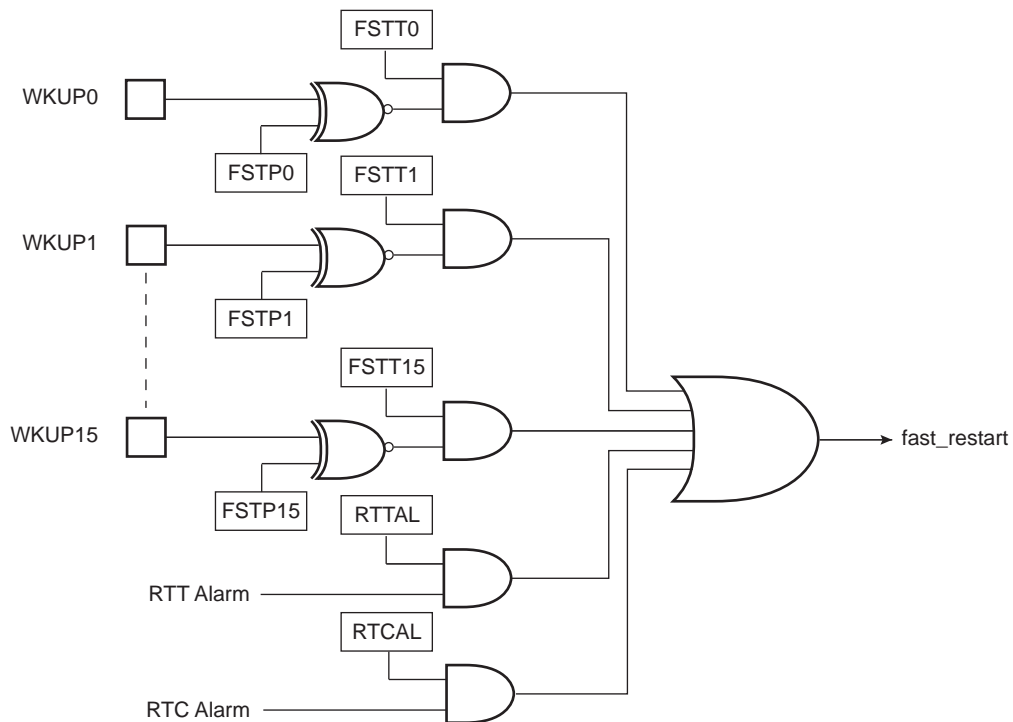 FSTT0
WKUP0
FSTP0
FSTT1
WKUP1
FSTP1
FSTT15
WKUP15
fast_restart
FSTP15
RTTAL
RTT Alarm
RTCAL
RTC Alarm